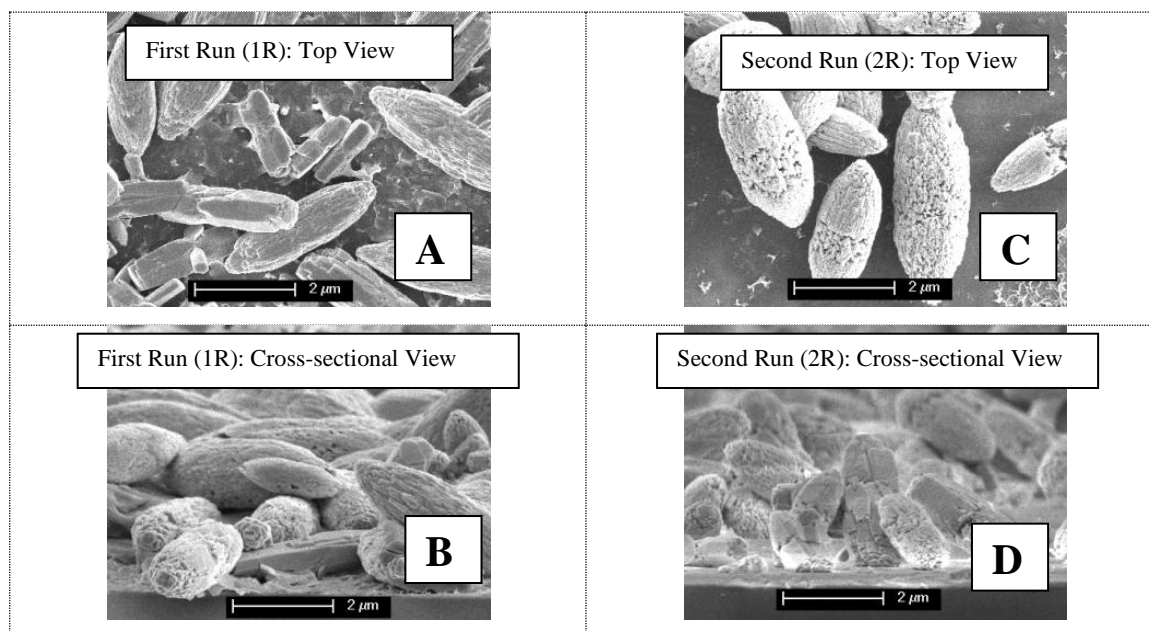 First Run (1R): Top View
A
2 µm
Second Run (2R): Top View
C
2 µm
First Run (1R): Cross-sectional View
B
2 µm
Second Run (2R): Cross-sectional View
D
2 µm